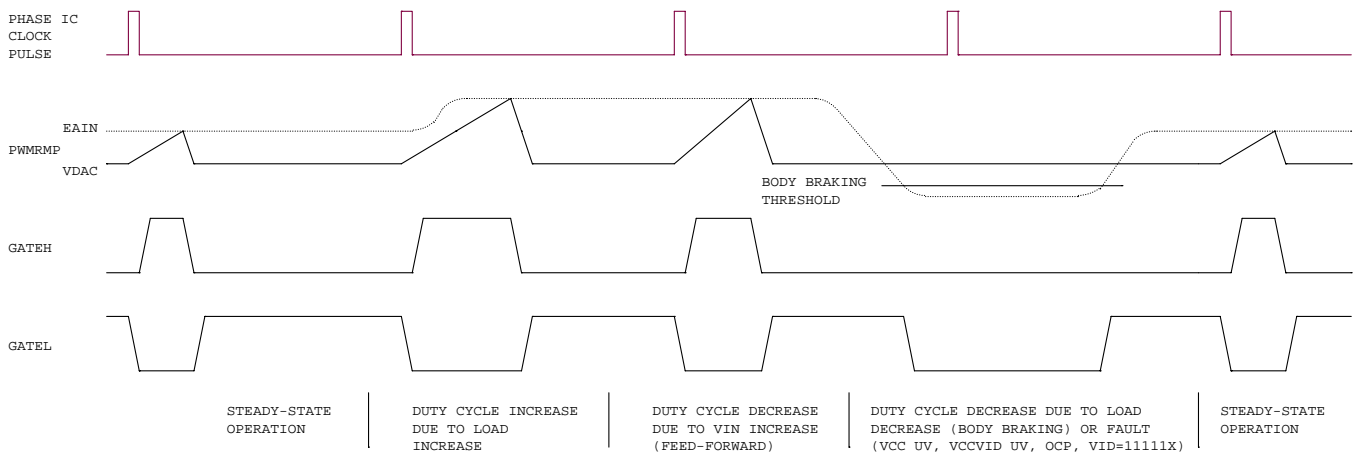 PHASE IC
CLOCK
PULSE
EAIN
PWMRMP
VDAC
BODY BRAKING
THRESHOLD
GATEH
GATEL
STEADY-STATE
OPERATION
DUTY CYCLE INCREASE
DUE TO LOAD
INCREASE
DUTY CYCLE DECREASE
DUE TO VIN INCREASE
(FEED-FORWARD)
DUTY CYCLE DECREASE DUE TO LOAD
DECREASE (BODY BRAKING) OR FAULT
(VCC UV, VCCVID UV, OCP, VID=11111X)
STEADY-STATE
OPERATION